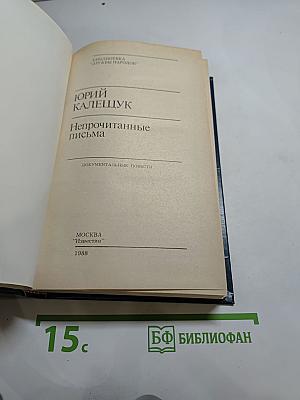 БИБЛИОТЕКА
"ДРУЖБЫ НАРОДОВ"
ЮРИЙ
КАЛЕЩУК
Непрочитанные
письма
ДОКУМЕНТАЛЬНЫЕ ПОВЕСТИ
МОСКВА
"Известия"
1988
15с
БФ БИБЛИОФАН